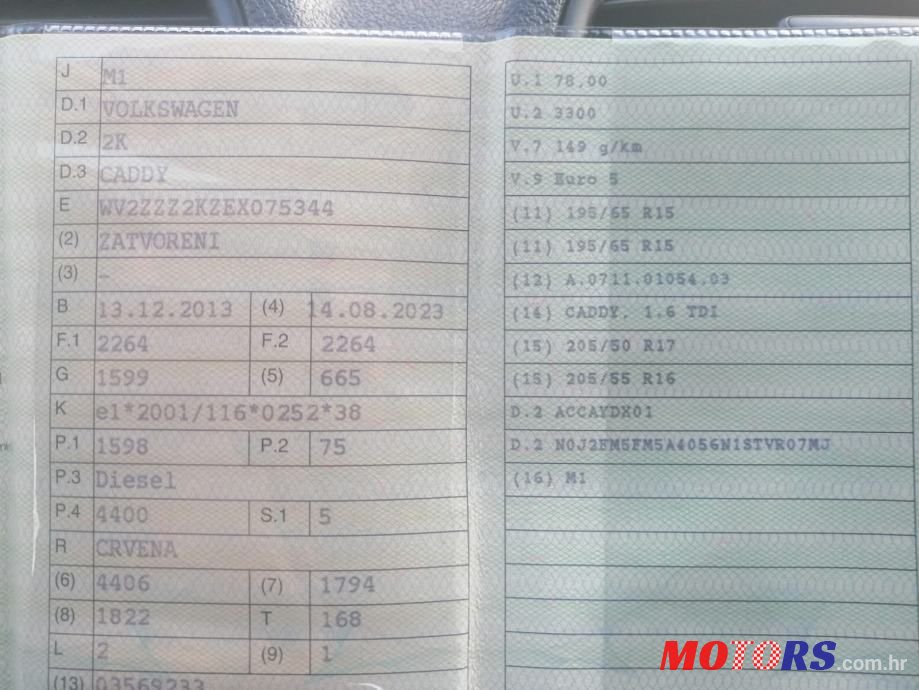 J M1
D.1 VOLKSWAGEN
D.2 2K
D.3 CADDY
E WV2ZZZ2KZEX075344
(2) ZATVORENI
(3) –
B 13.12.2013 (4) 14.08.2023
F.1 2264 F.2 2264
G 1599 (5) 665
K e1*2001/116*0252*38
P.1 1598 P.2 75
P.3 Diesel
P.4 4400 S.1 5
R CRVENA
(6) 4406 (7) 1794
(8) 1822 T 168
L 2 (9) 1
(13) 03569233
U.1 78,00
U.2 3300
V.7 149 g/km
V.9 Euro 5
(11) 195/65 R15
(11) 195/65 R15
(12) A.0711.01054.03
(14) CADDY, 1.6 TDI
(15) 205/50 R17
(15) 205/55 R16
D.2 ACCAYDX01
D.2 N0J2FM5FM5A4056N1STVR07MJ
(16) M1
MOTORS.com.hr